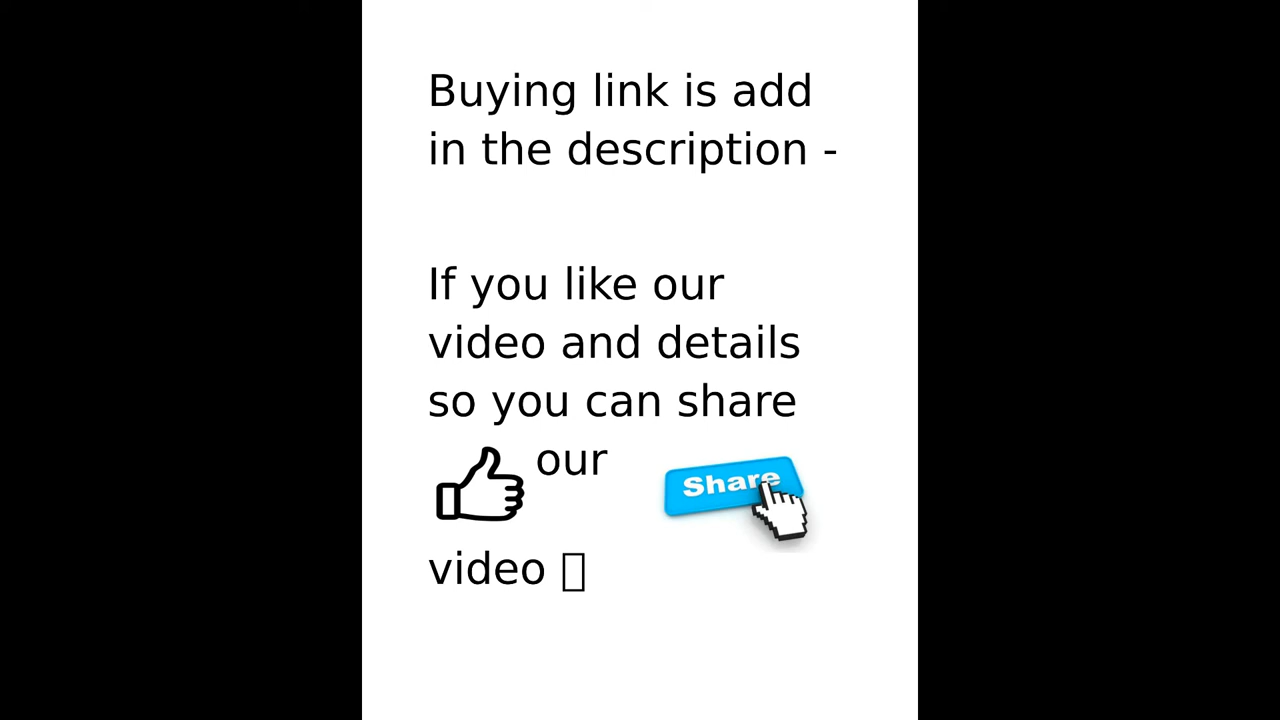 Buying link is add
in the description -
If you like our
video and details
so you can share
our
Share
video